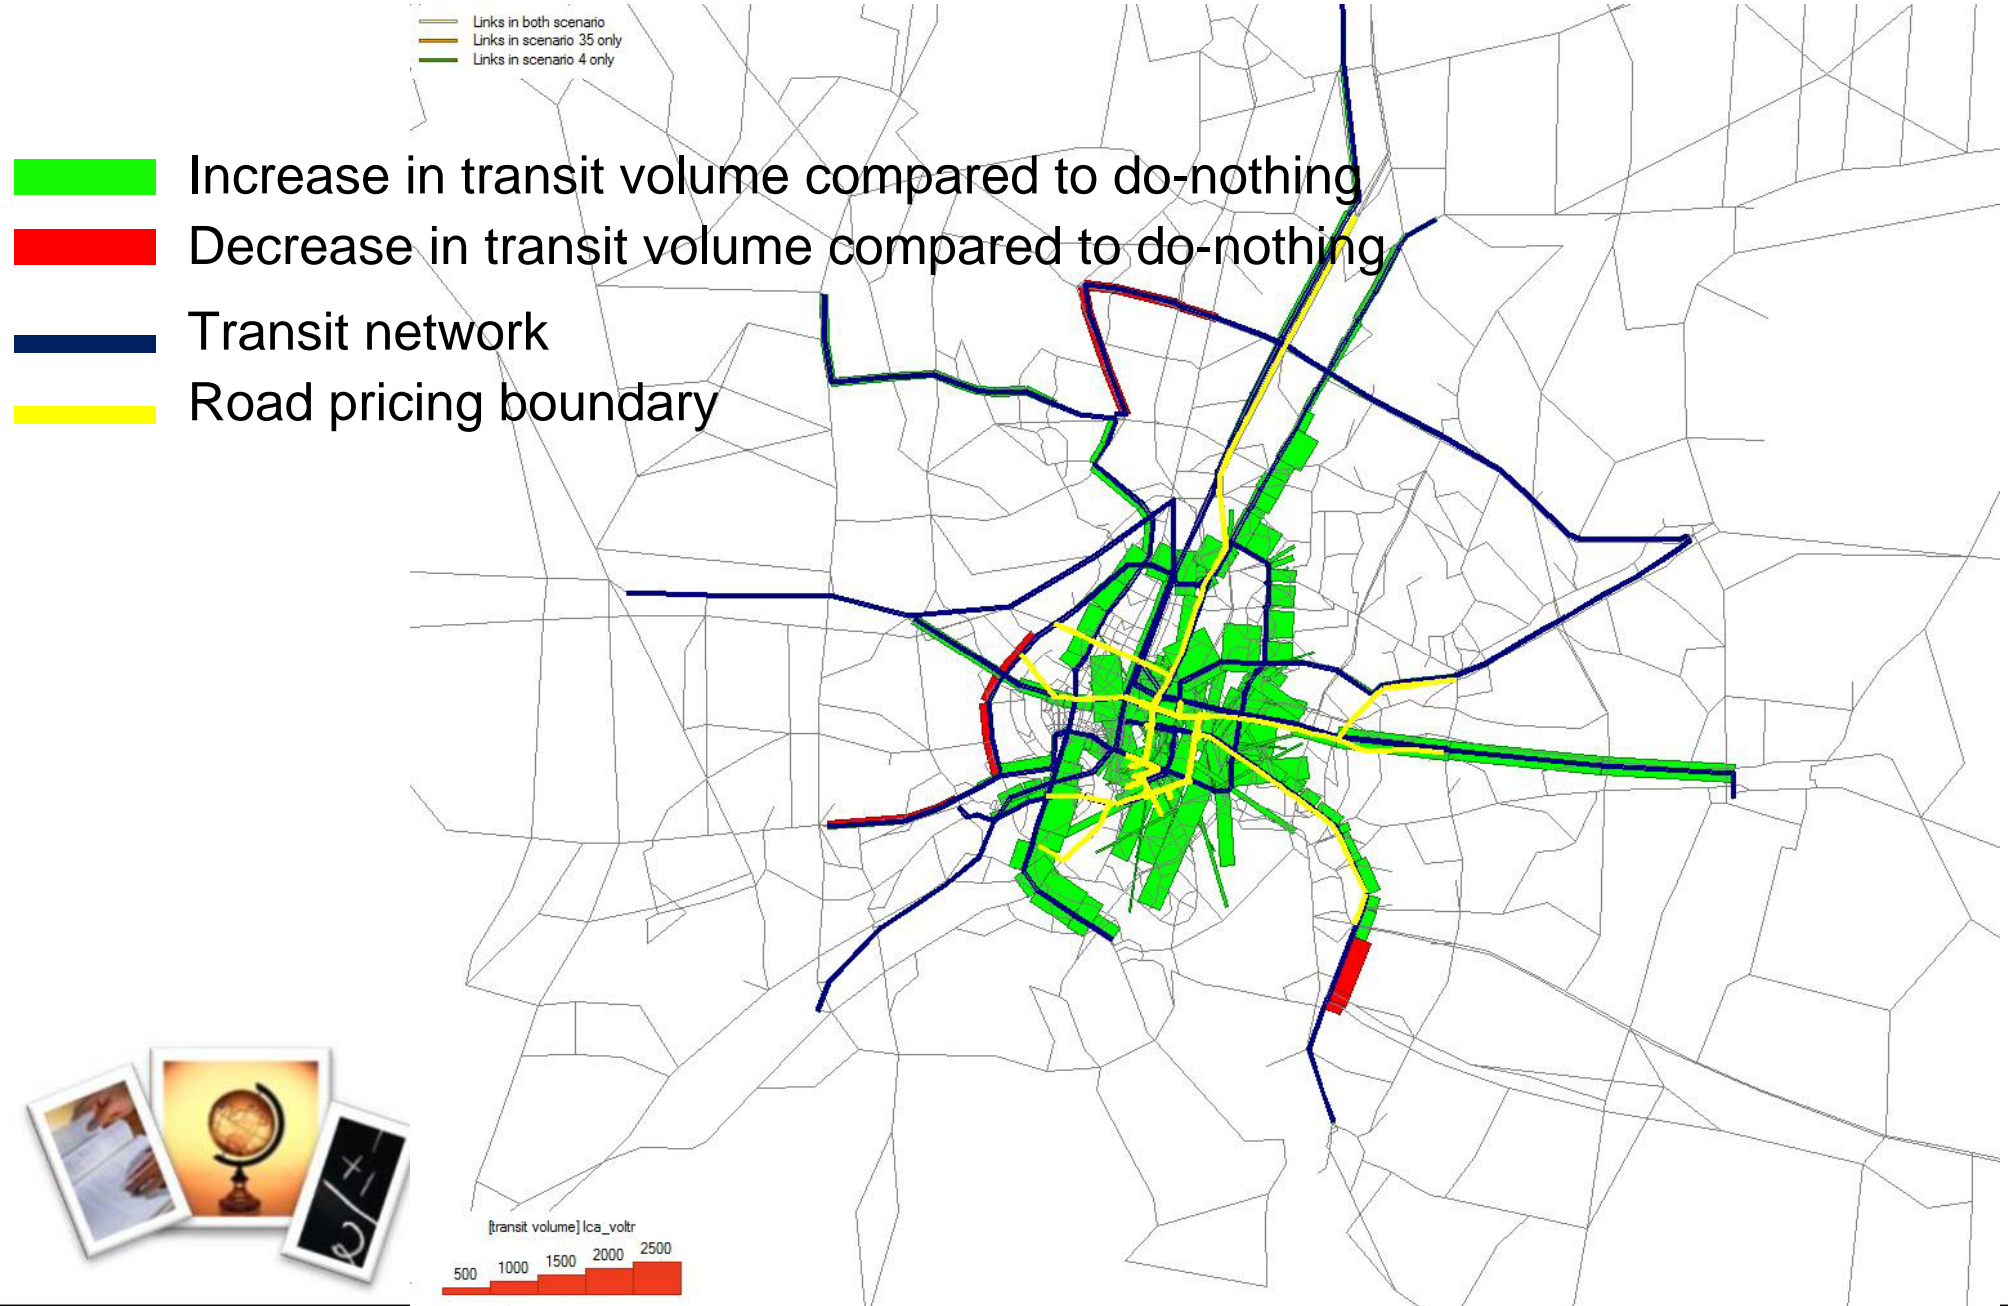 Links in both scenario
Links in scenario 35 only
Links in scenario 4 only
Increase in transit volume compared to do-nothing
Decrease in transit volume compared to do-nothing
Transit network
Road pricing boundary
[transit volume] lca_voltr
500 1000 1500 2000 2500